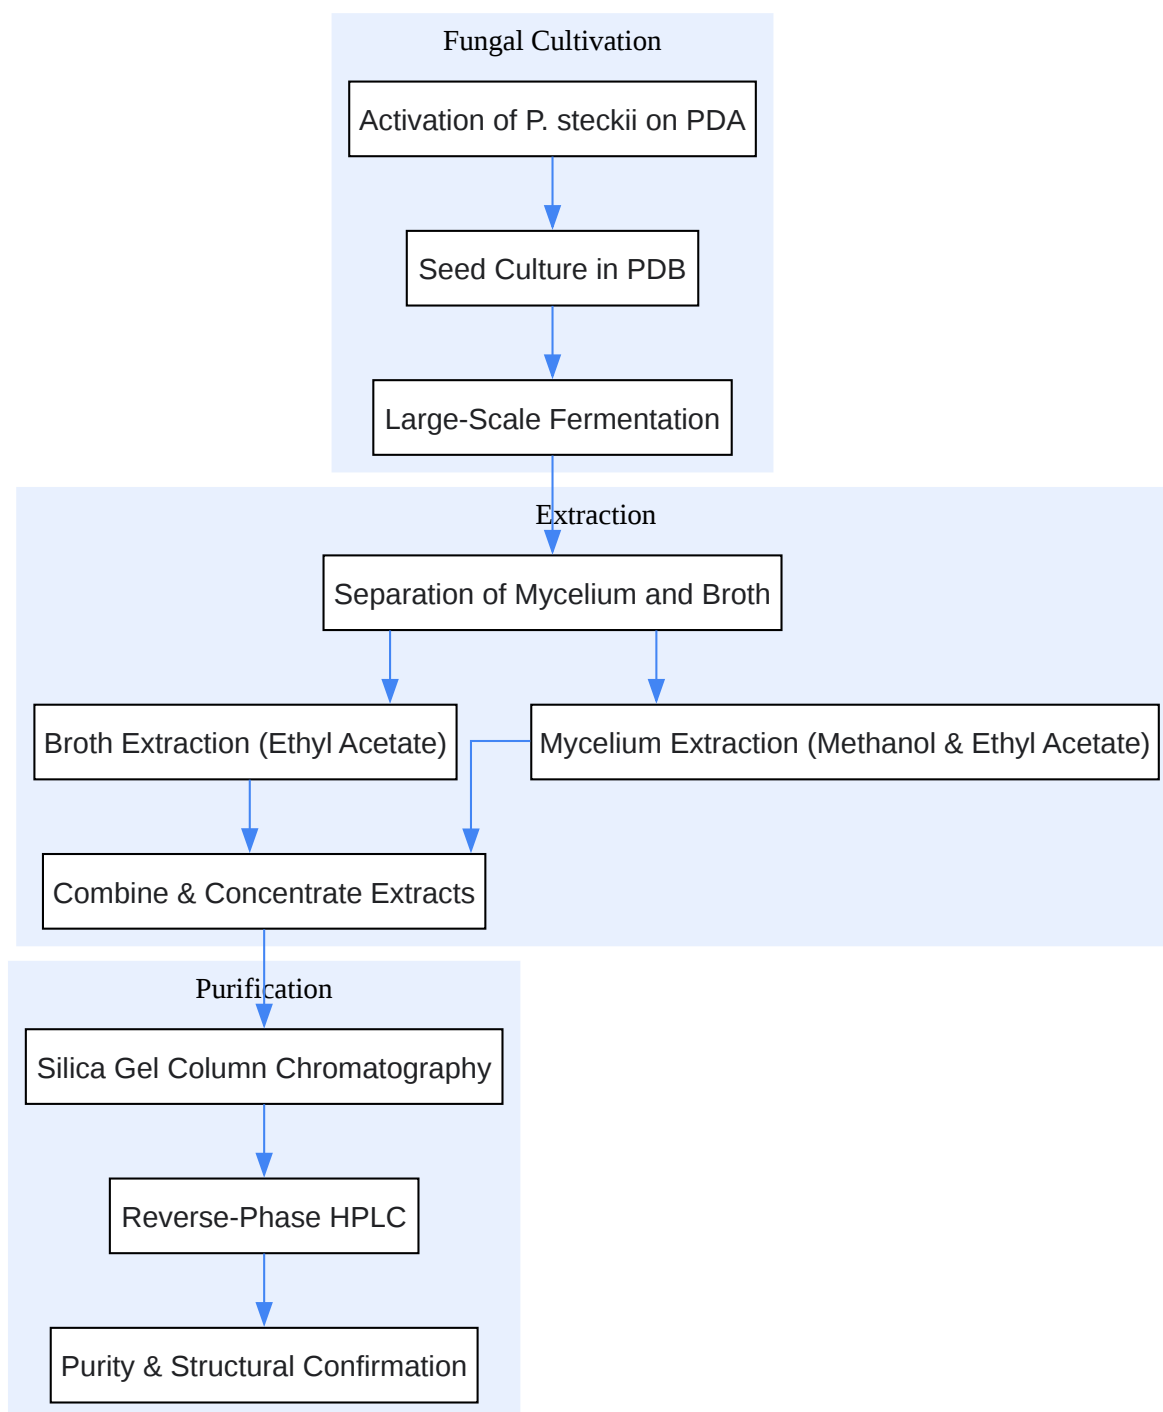 Fungal Cultivation
Activation of P. steckii on PDA
Seed Culture in PDB
Large-Scale Fermentation
Extraction
Separation of Mycelium and Broth
Broth Extraction (Ethyl Acetate)
Mycelium Extraction (Methanol & Ethyl Acetate)
Combine & Concentrate Extracts
Purification
Silica Gel Column Chromatography
Reverse-Phase HPLC
Purity & Structural Confirmation